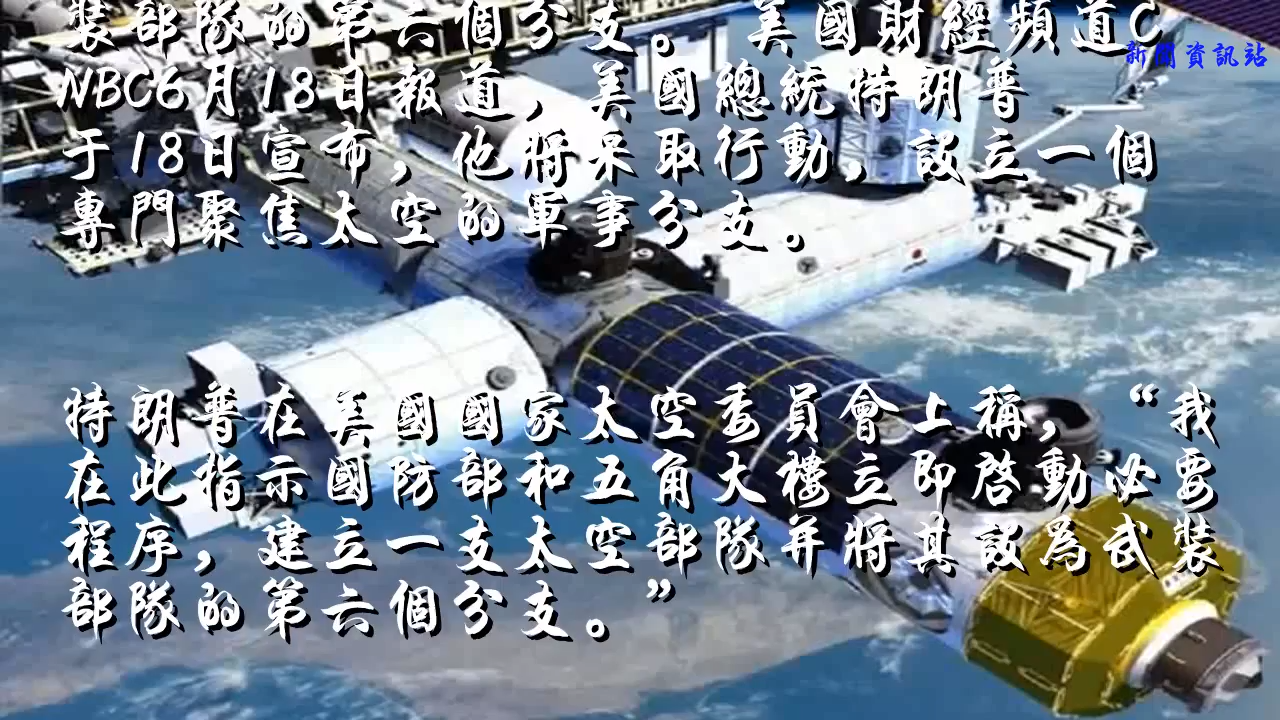 裝部隊的第六個分支。 美國財經頻道C
新聞資訊站
NBC6月18日報道，美國總統特朗普
于18日宣布，他將采取行動，設立一個
專門聚焦太空的軍事分支。
特朗普在美國國家太空委員會上稱，“我
在此指示國防部和五角大樓立即啓動必要
程序，建立一支太空部隊并將其設為武裝
部隊的第六個分支。”